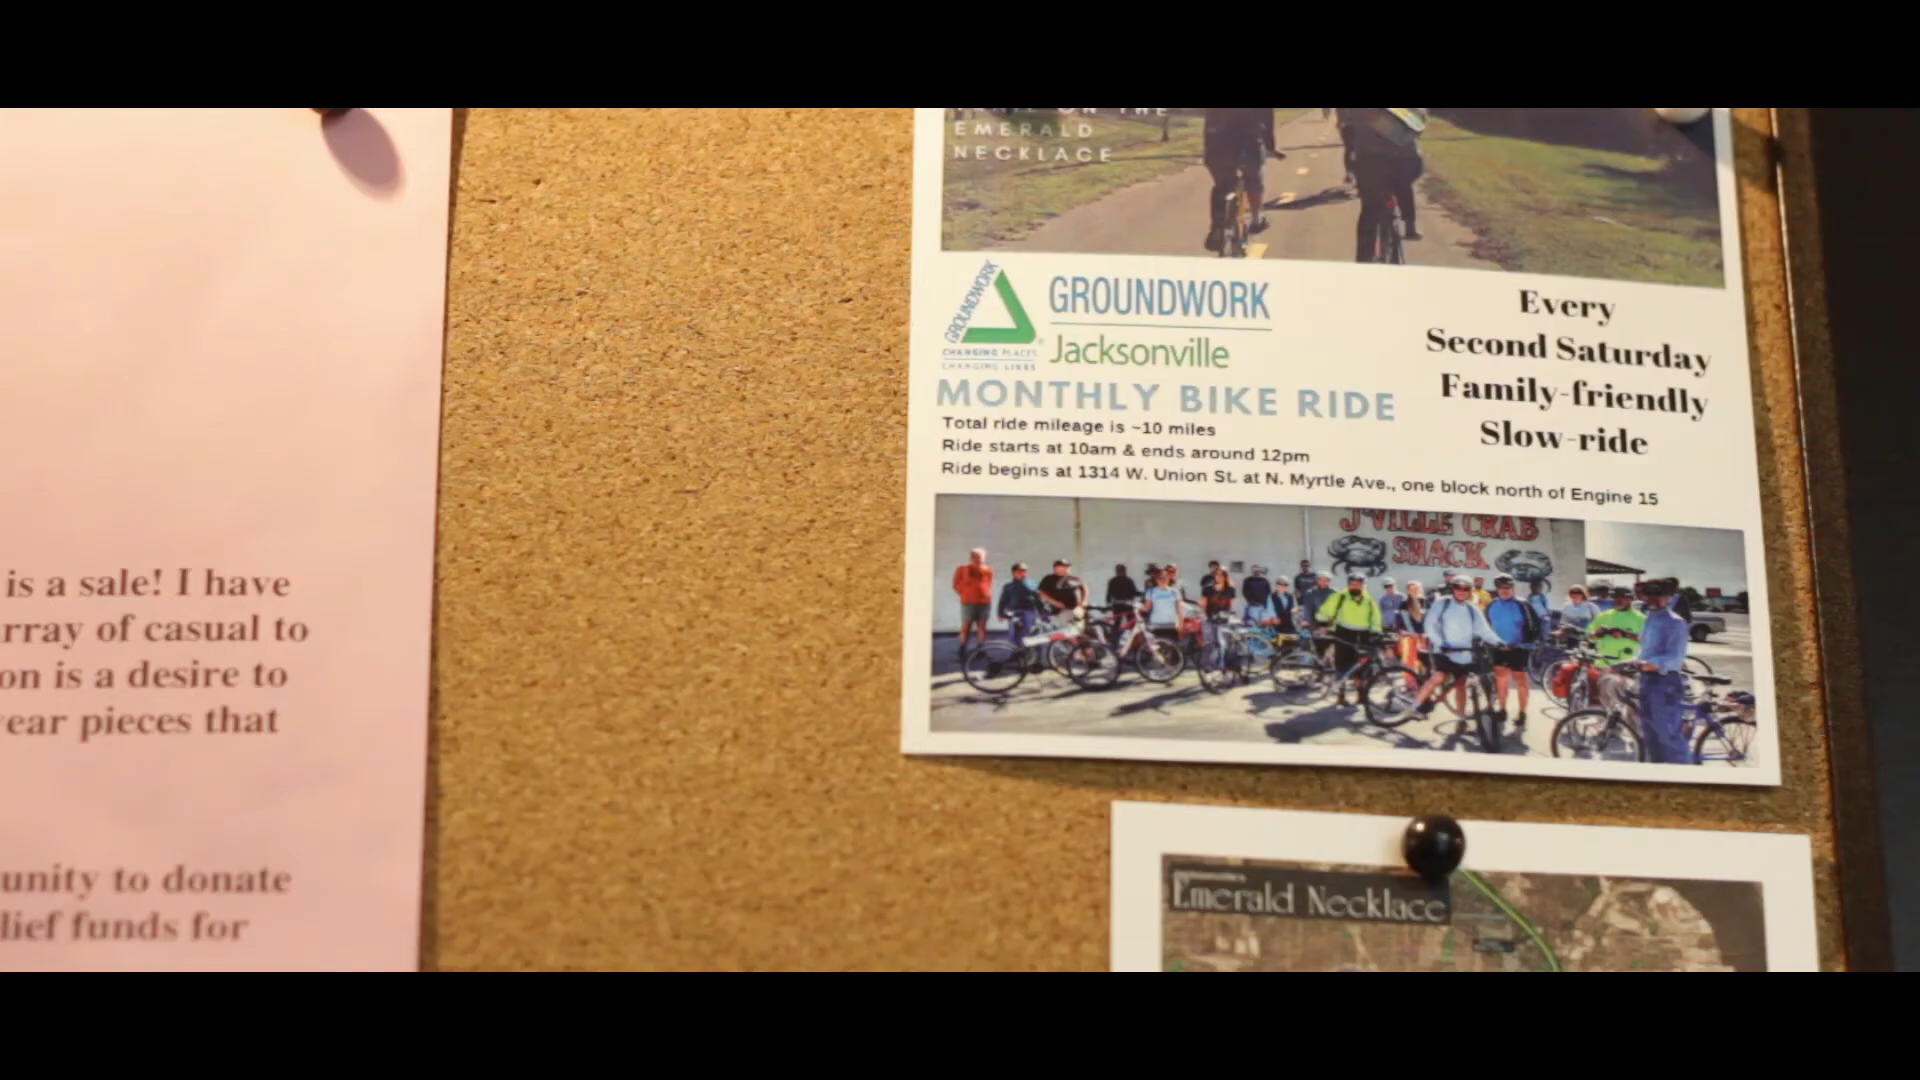 is a sale! I have
rray of casual to
on is a desire to
ear pieces that
unity to donate
lief funds for
ON THE
EMERALD
NECKLACE
GROUNDWORK
CHANGING PLACES
CHANGING LIVES
GROUNDWORK
Jacksonville
MONTHLY BIKE RIDE
Every
Second Saturday
Family-friendly
Slow-ride
Total ride mileage is ~10 miles
Ride starts at 10am & ends around 12pm
Ride begins at 1314 W. Union St. at N. Myrtle Ave., one block north of Engine 15
J'VILLE CRAB
SHACK
Emerald Necklace